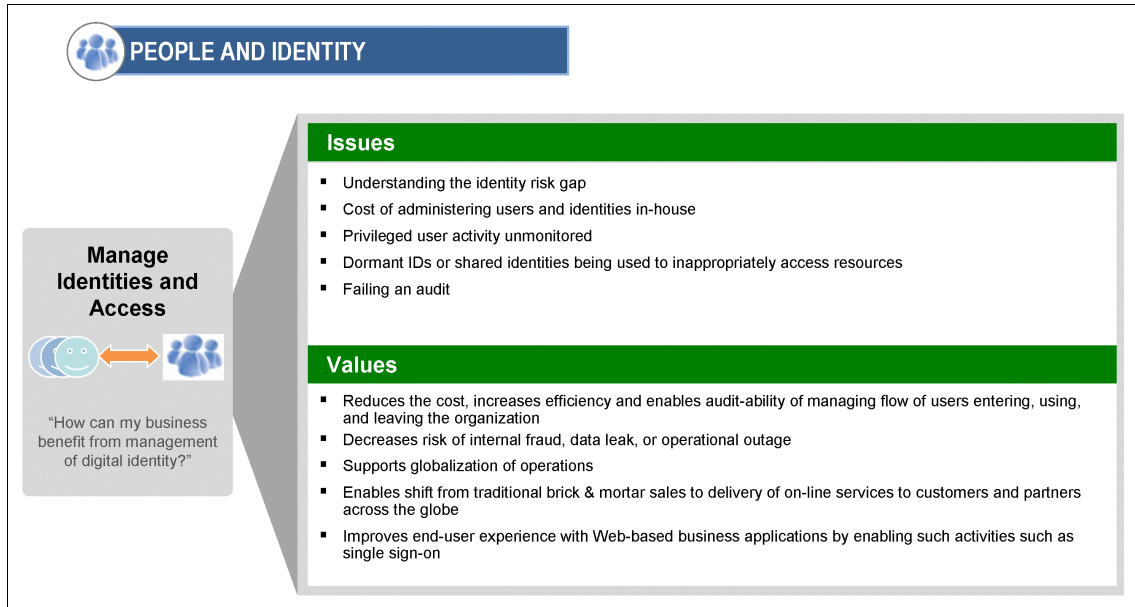 PEOPLE AND IDENTITY
Manage
Identities and
Access
“How can my business
benefit from management
of digital identity?”
Issues
▪ Understanding the identity risk gap
▪ Cost of administering users and identities in-house
▪ Privileged user activity unmonitored
▪ Dormant IDs or shared identities being used to inappropriately access resources
▪ Failing an audit
Values
▪ Reduces the cost, increases efficiency and enables audit-ability of managing flow of users entering, using,
and leaving the organization
▪ Decreases risk of internal fraud, data leak, or operational outage
▪ Supports globalization of operations
▪ Enables shift from traditional brick & mortar sales to delivery of on-line services to customers and partners
across the globe
▪ Improves end-user experience with Web-based business applications by enabling such activities such as
single sign-on